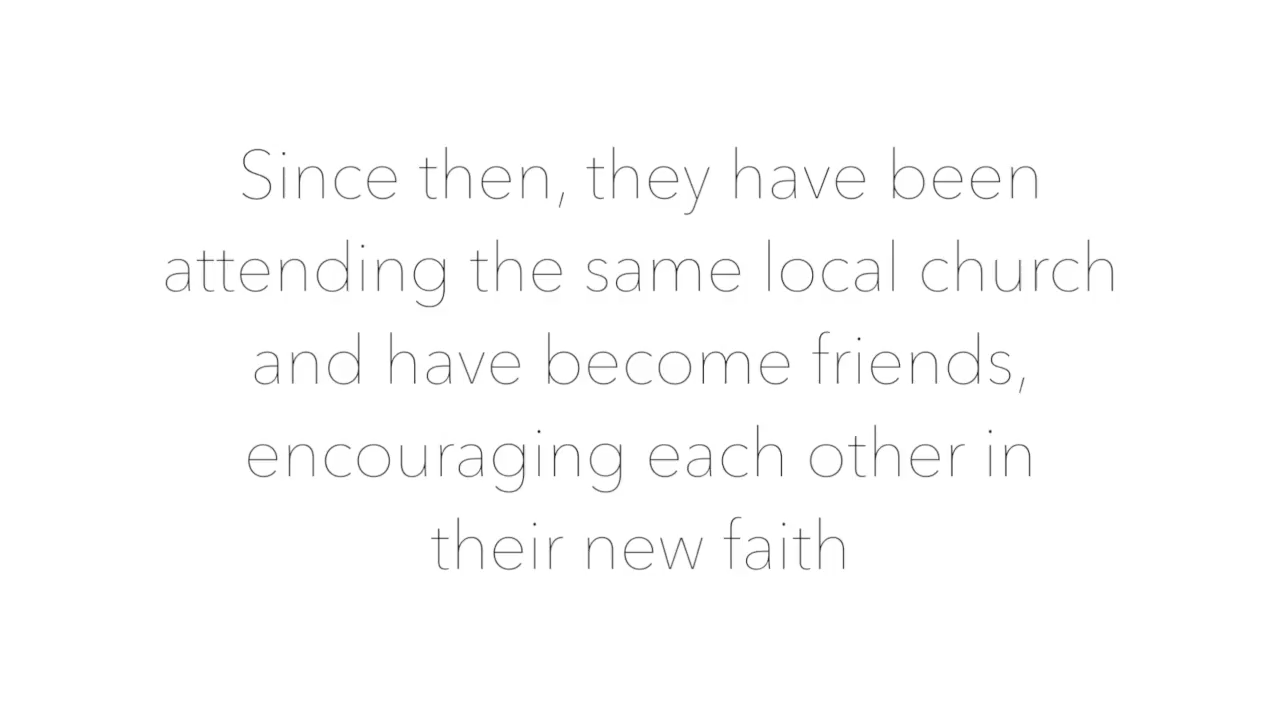 Since then, they have been
attending the same local church
and have become friends,
encouraging each other in
their new faith